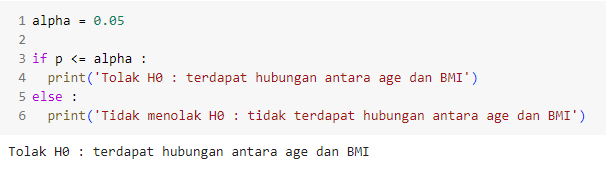 1 alpha = 0.05
2
3 if p <= alpha :
4   print('Tolak H0 : terdapat hubungan antara age dan BMI')
5 else :
6   print('Tidak menolak H0 : tidak terdapat hubungan antara age dan BMI')
Tolak H0 : terdapat hubungan antara age dan BMI